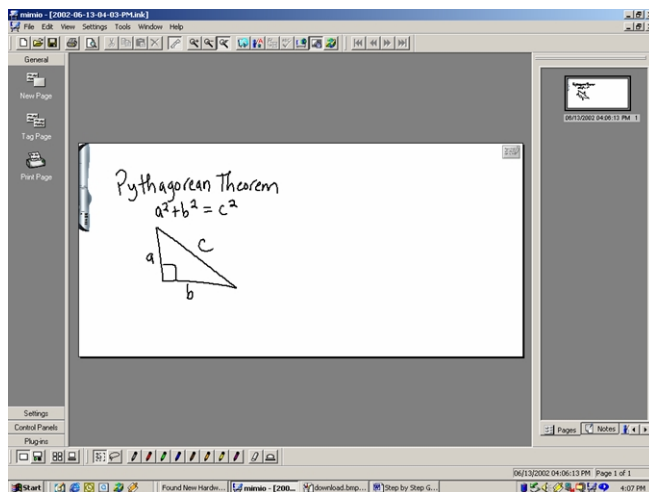 mimio - [2002-06-13-04-03-PM.ink]
File Edit View Settings Tools Window Help
General
New Page
Tag Page
Print Page
Pythagorean Theorem
a²+b² = c²
a
c
b
06/13/2002 04:06:13 PM 1
Settings
Control Panels
Plug-ins
Pages
Notes
06/13/2002 04:06:13 PM Page 1 of 1
Start
Found New Hardw...
mimio - [200...
download.bmp...
Step by Step G...
4:07 PM